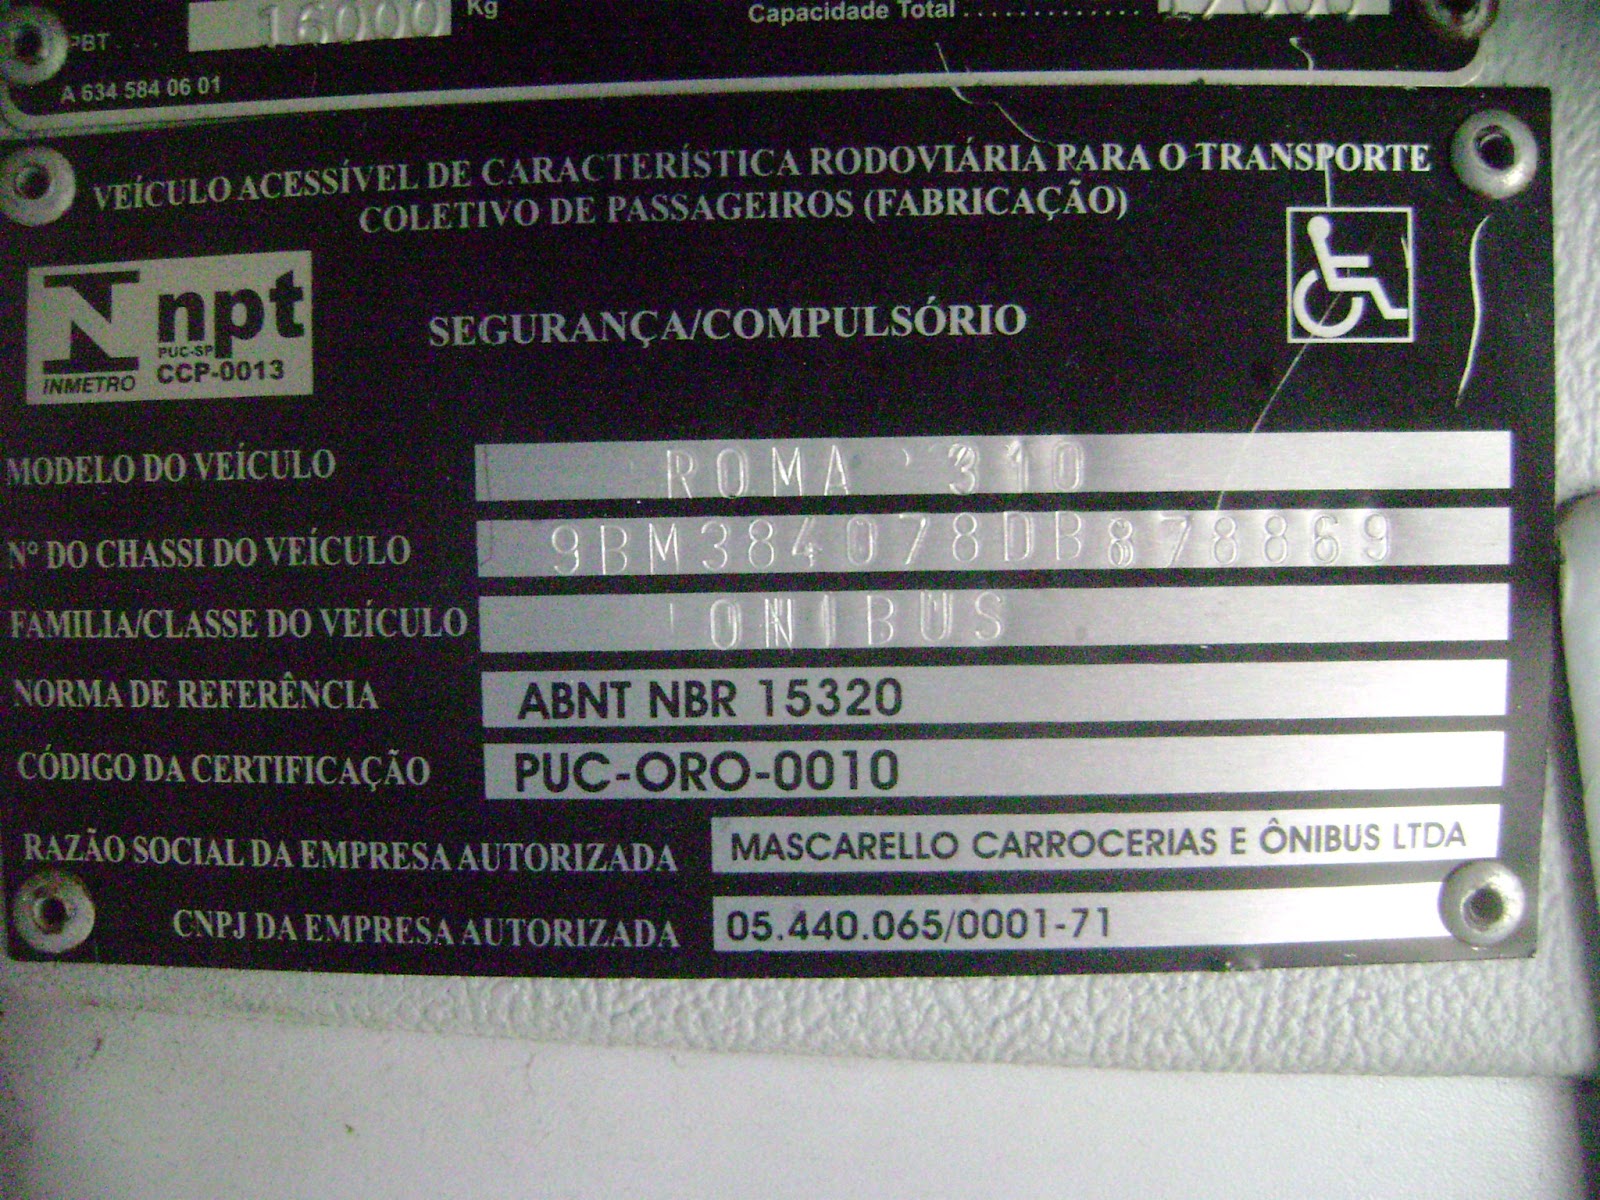 PBT . . . 16000 Kg
Capacidade Total
A 634 584 06 01
VEÍCULO ACESSÍVEL DE CARACTERÍSTICA RODOVIÁRIA PARA O TRANSPORTE
COLETIVO DE PASSAGEIROS (FABRICAÇÃO)
N npt
PUC-SP
INMETRO CCP-0013
SEGURANÇA/COMPULSÓRIO
MODELO DO VEÍCULO ROMA 310
Nº DO CHASSI DO VEÍCULO 9BM384078DB878869
FAMILIA/CLASSE DO VEÍCULO ONIBUS
NORMA DE REFERÊNCIA ABNT NBR 15320
CÓDIGO DA CERTIFICAÇÃO PUC-ORO-0010
RAZÃO SOCIAL DA EMPRESA AUTORIZADA MASCARELLO CARROCERIAS E ÔNIBUS LTDA
CNPJ DA EMPRESA AUTORIZADA 05.440.065/0001-71